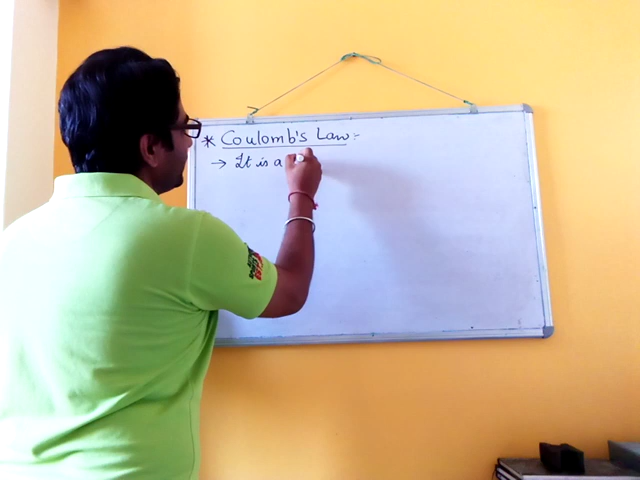 * Coulomb's Law :-
→ It is a